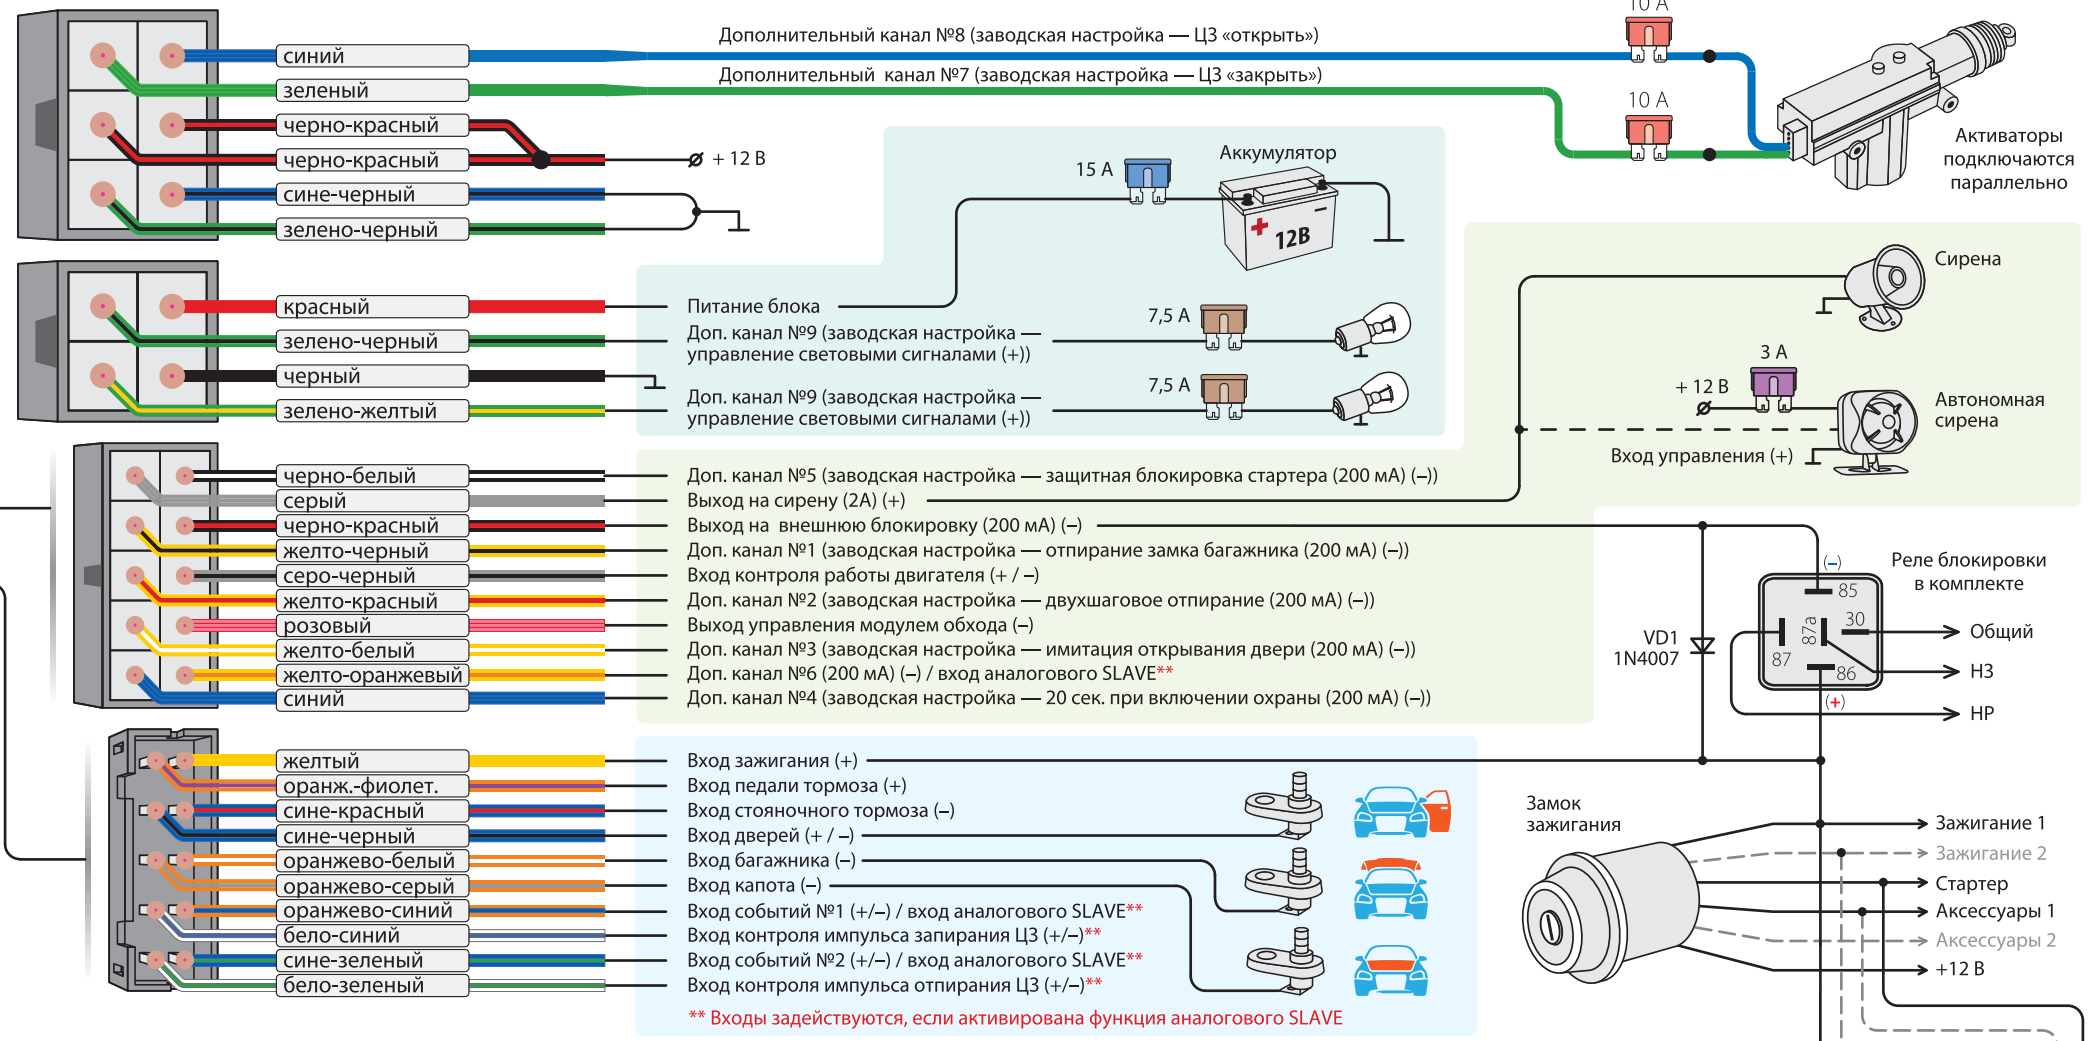 10 А
Дополнительный канал №8 (заводская настройка — ЦЗ «открыть»)
синий
Дополнительный канал №7 (заводская настройка — ЦЗ «закрыть»)
зеленый
10 А
черно-красный
черно-красный
+ 12 В
сине-черный
зелено-черный
Активаторы
подключаются
параллельно
15 А
Аккумулятор
12В
красный
Питание блока
зелено-черный
Доп. канал №9 (заводская настройка —
управление световыми сигналами (+))
7,5 А
черный
зелено-желтый
Доп. канал №9 (заводская настройка —
управление световыми сигналами (+))
7,5 А
Сирена
3 А
+ 12 В
Автономная
сирена
Вход управления (+)
черно-белый
Доп. канал №5 (заводская настройка — защитная блокировка стартера (200 мА) (–))
серый
Выход на сирену (2А) (+)
черно-красный
Выход на внешнюю блокировку (200 мА) (–)
желто-черный
Доп. канал №1 (заводская настройка — отпирание замка багажника (200 мА) (–))
серо-черный
Вход контроля работы двигателя (+ / –)
желто-красный
Доп. канал №2 (заводская настройка — двухшаговое отпирание (200 мА) (–))
розовый
Выход управления модулем обхода (–)
желто-белый
Доп. канал №3 (заводская настройка — имитация открывания двери (200 мА) (–))
желто-оранжевый
Доп. канал №6 (200 мА) (–) / вход аналогового SLAVE**
синий
Доп. канал №4 (заводская настройка — 20 сек. при включении охраны (200 мА) (–))
Реле блокировки
в комплекте
(–)
85
30
87a
87
86
(+)
Общий
НЗ
НР
VD1
1N4007
желтый
Вход зажигания (+)
оранж.-фиолет.
Вход педали тормоза (+)
сине-красный
Вход стояночного тормоза (–)
сине-черный
Вход дверей (+ / –)
оранжево-белый
Вход багажника (–)
оранжево-серый
Вход капота (–)
оранжево-синий
Вход событий №1 (+/–) / вход аналогового SLAVE**
бело-синий
Вход контроля импульса запирания ЦЗ (+/–)**
сине-зеленый
Вход событий №2 (+/–) / вход аналогового SLAVE**
бело-зеленый
Вход контроля импульса отпирания ЦЗ (+/–)**
** Входы задействуются, если активирована функция аналогового SLAVE
Замок
зажигания
Зажигание 1
Зажигание 2
Стартер
Аксессуары 1
Аксессуары 2
+12 В